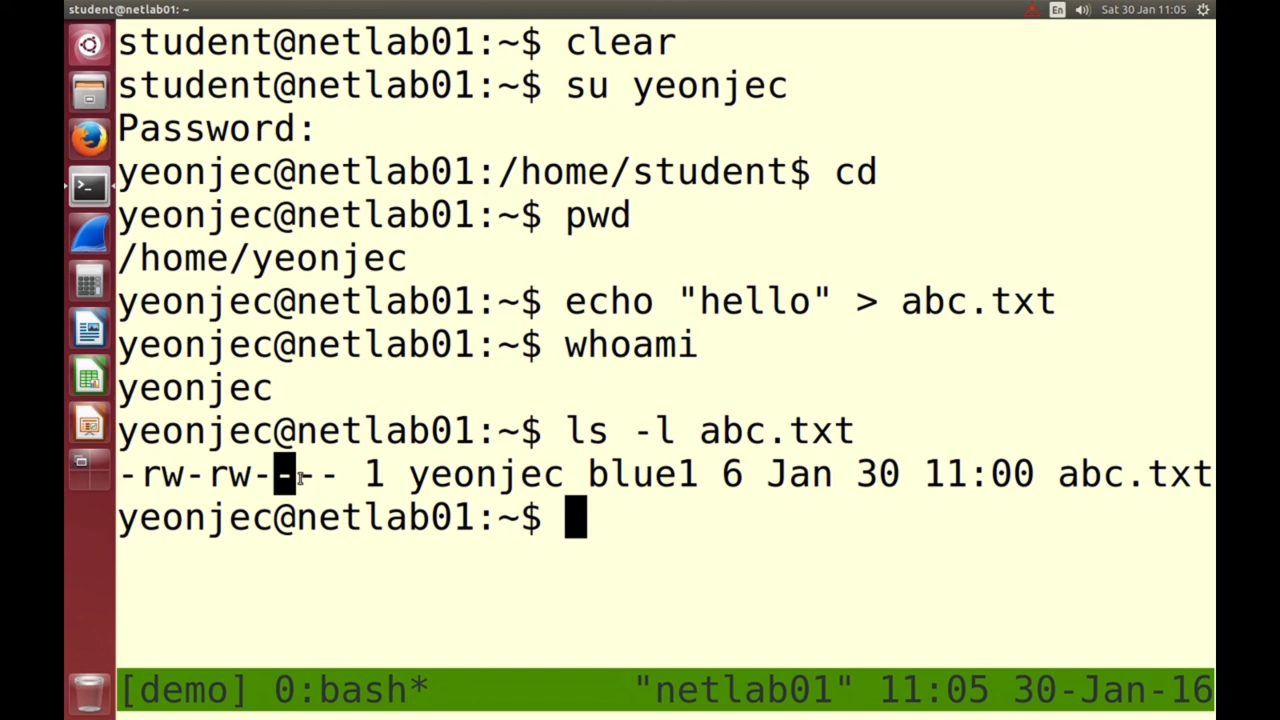 student@netlab01: ~
En
Sat 30 Jan 11:05
student@netlab01:~$ clear
student@netlab01:~$ su yeonjec
Password:
yeonjec@netlab01:/home/student$ cd
yeonjec@netlab01:~$ pwd
/home/yeonjec
yeonjec@netlab01:~$ echo "hello" > abc.txt
yeonjec@netlab01:~$ whoami
yeonjec
yeonjec@netlab01:~$ ls -l abc.txt
-rw-rw---- 1 yeonjec blue1 6 Jan 30 11:00 abc.txt
yeonjec@netlab01:~$
[demo] 0:bash* "netlab01" 11:05 30-Jan-16